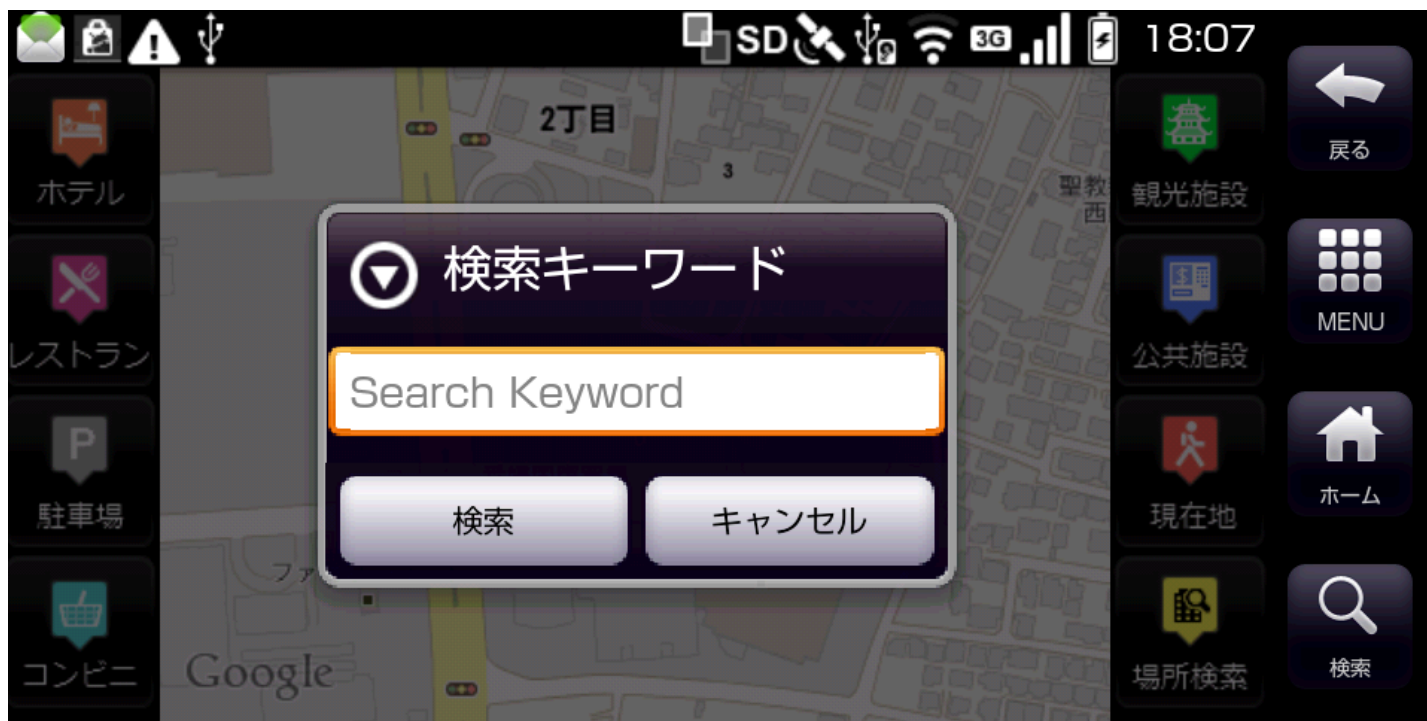 SD 3G 18:07
ホテル
レストラン
P
駐車場
コンビニ
2丁目
3
聖教
西
検索キーワード
Search Keyword
検索
キャンセル
ファ
Google
観光施設
$
公共施設
現在地
場所検索
戻る
MENU
ホーム
検索